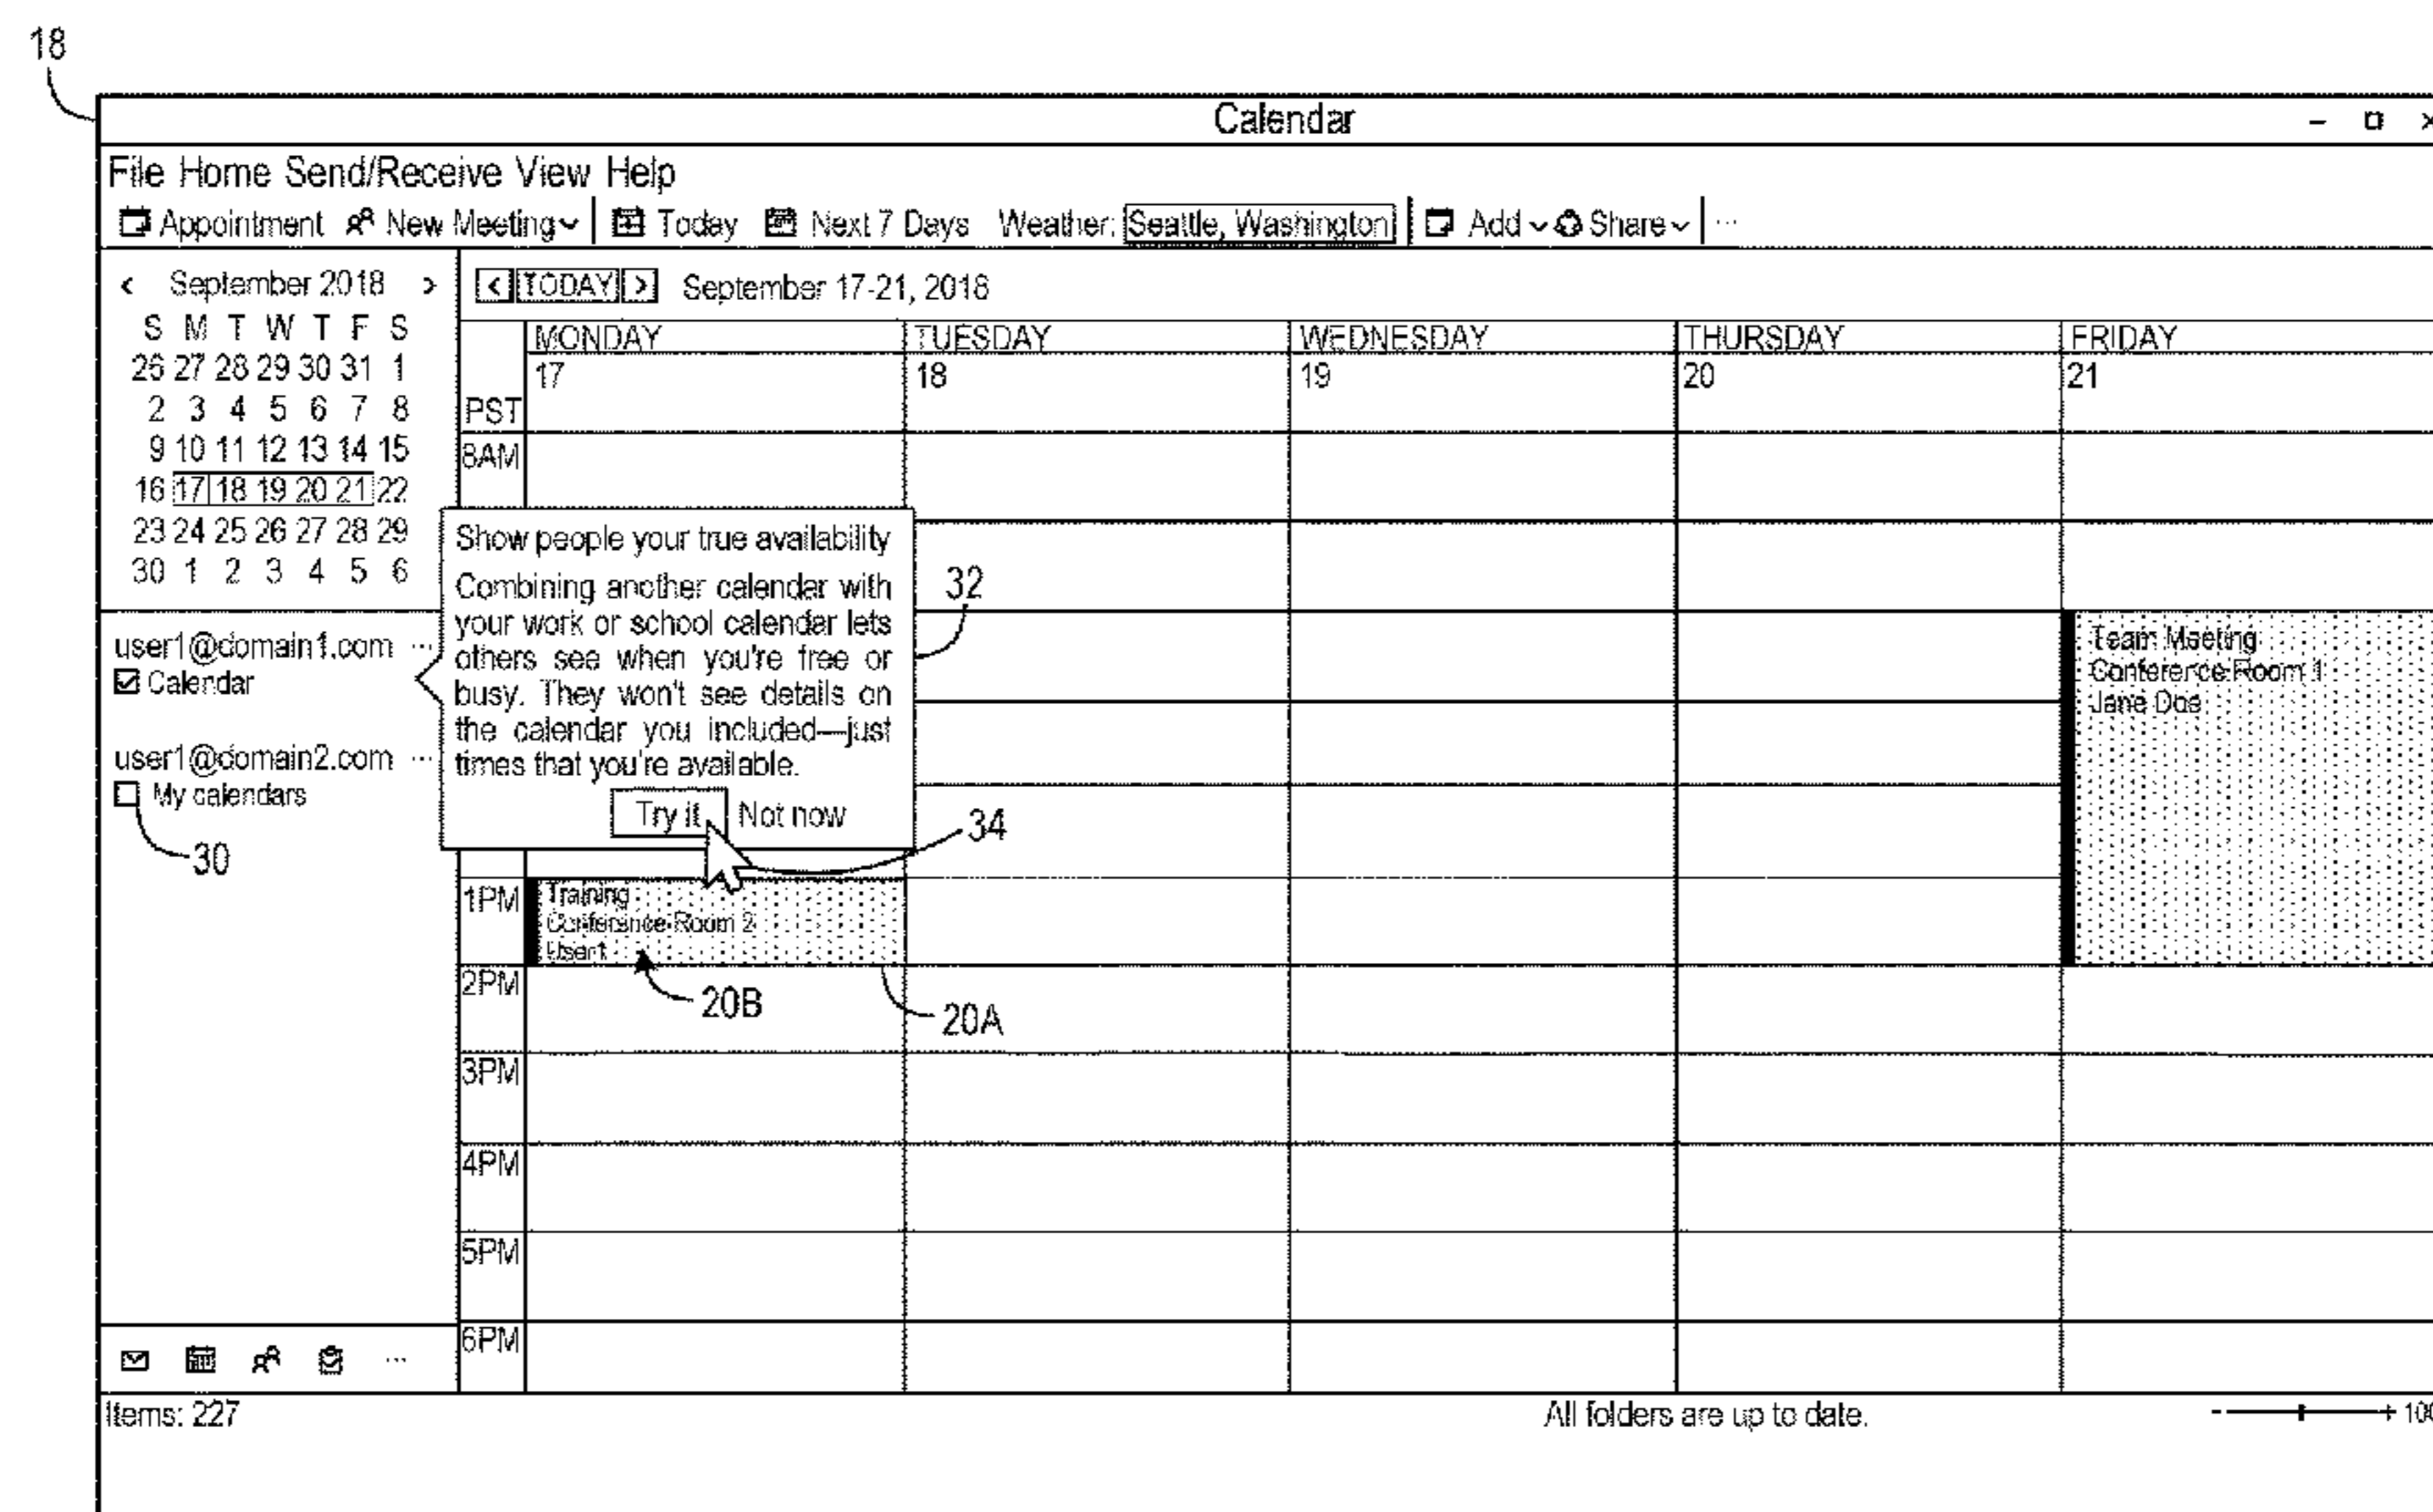 18
Calendar
File Home Send/Receive View Help
Appointment New Meeting Today Next 7 Days Weather: Seattle, Washington Add Share ...
< September 2018 >
S M T W T F S
26 27 28 29 30 31 1
2 3 4 5 6 7 8
9 10 11 12 13 14 15
16 17 18 19 20 21 22
23 24 25 26 27 28 29
30 1 2 3 4 5 6
< TODAY > September 17-21, 2018
MONDAY TUESDAY WEDNESDAY THURSDAY FRIDAY
17 18 19 20 21
PST
8AM
user1@domain1.com ...
Calendar
user1@domain2.com ...
My calendars
30
Show people your true availability
Combining another calendar with
your work or school calendar lets
others see when you're free or
busy. They won't see details on
the calendar you included—just
times that you're available.
Try it Not now
32
34
Team Meeting
Conference Room 1
Jane Doe
1PM
Training
Conference Room 2
User1
20B
20A
2PM
3PM
4PM
5PM
6PM
...
Items: 227
All folders are up to date.
- +